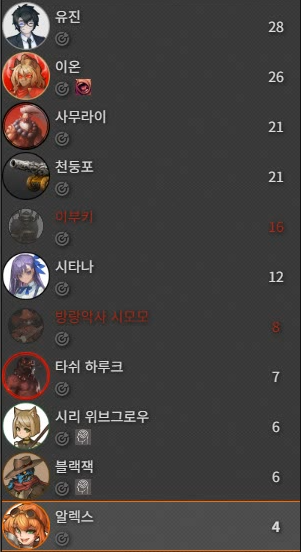 유진 28
이온 26
사무라이 21
천둥포 21
이부키 16
시타나 12
방랑악사 시모모 8
타쉬 하루크 7
시리 위브그로우 6
블랙잭 6
알렉스 4